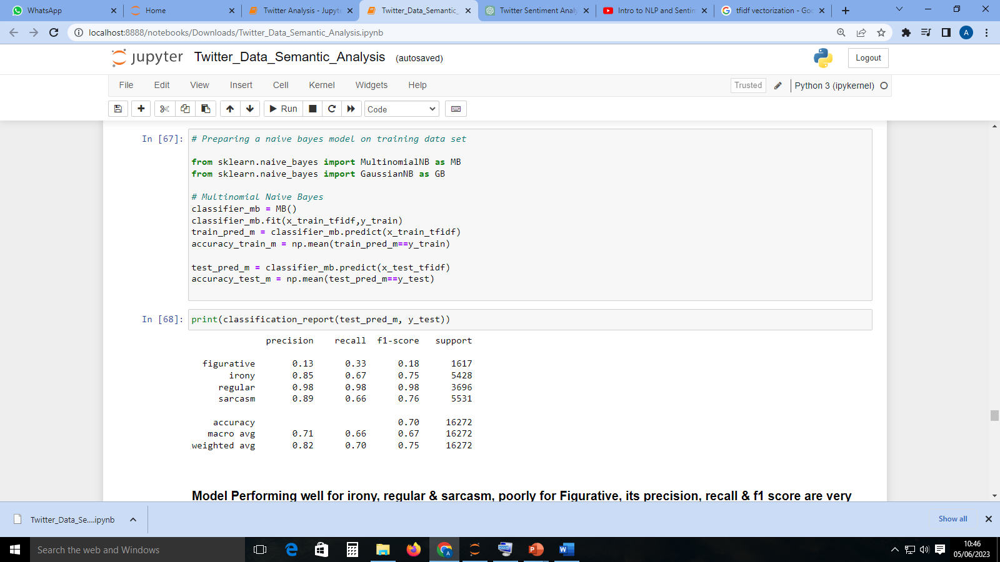 WhatsApp
Home
Twitter Analysis - Jupyte
Twitter_Data_Semantic_
Twitter Sentiment Analy
Intro to NLP and Sentim
tfidf vectorization - Goo
localhost:8888/notebooks/Downloads/Twitter_Data_Semantic_Analysis.ipynb
A
jupyter Twitter_Data_Semantic_Analysis (autosaved)
Logout
File Edit View Insert Cell Kernel Widgets Help
Trusted
Python 3 (ipykernel)
Run
Code
In [67]:
# Preparing a naive bayes model on training data set
from sklearn.naive_bayes import MultinomialNB as MB
from sklearn.naive_bayes import GaussianNB as GB
# Multinomial Naive Bayes
classifier_mb = MB()
classifier_mb.fit(x_train_tfidf,y_train)
train_pred_m = classifier_mb.predict(x_train_tfidf)
accuracy_train_m = np.mean(train_pred_m==y_train)
test_pred_m = classifier_mb.predict(x_test_tfidf)
accuracy_test_m = np.mean(test_pred_m==y_test)
In [68]: print(classification_report(test_pred_m, y_test))
precision recall f1-score support
figurative 0.13 0.33 0.18 1617
irony 0.85 0.67 0.75 5428
regular 0.98 0.98 0.98 3696
sarcasm 0.89 0.66 0.76 5531
accuracy 0.70 16272
macro avg 0.71 0.66 0.67 16272
weighted avg 0.82 0.70 0.75 16272
Model Performing well for irony, regular & sarcasm, poorly for Figurative, its precision, recall & f1 score are very
Twitter_Data_Se....ipynb
Show all
Search the web and Windows
10:46
05/06/2023